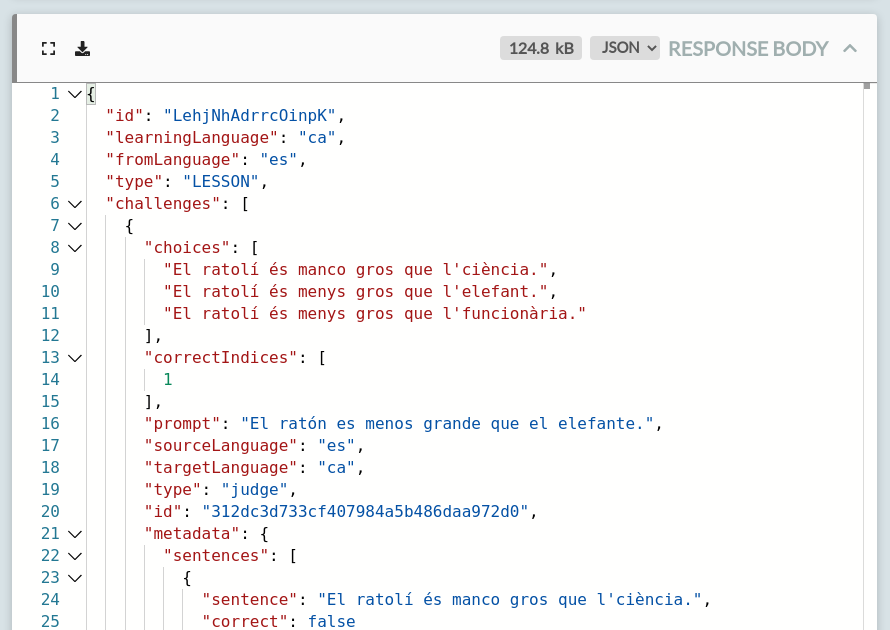 124.8 kB JSON RESPONSE BODY
1 {
2 "id": "LehjNhAdrrcOinpK",
3 "learningLanguage": "ca",
4 "fromLanguage": "es",
5 "type": "LESSON",
6 "challenges": [
7 {
8 "choices": [
9 "El ratolí és manco gros que l'ciència.",
10 "El ratolí és menys gros que l'elefant.",
11 "El ratolí és menys gros que l'funcionària."
12 ],
13 "correctIndices": [
14 1
15 ],
16 "prompt": "El ratón es menos grande que el elefante.",
17 "sourceLanguage": "es",
18 "targetLanguage": "ca",
19 "type": "judge",
20 "id": "312dc3d733cf407984a5b486daa972d0",
21 "metadata": {
22 "sentences": [
23 {
24 "sentence": "El ratolí és manco gros que l'ciència.",
25 "correct": false